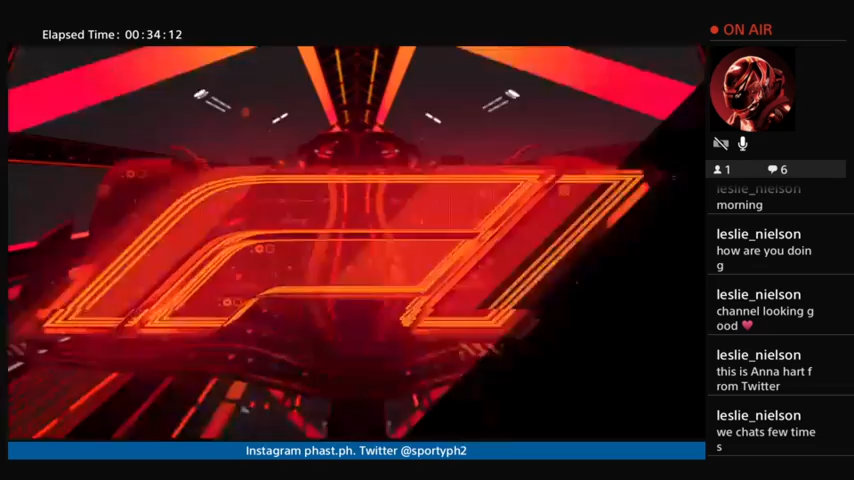 Elapsed Time: 00:34:12
ON AIR
1
6
leslie_nielson
morning
leslie_nielson
how are you doin
g
leslie_nielson
channel looking g
ood ❤
leslie_nielson
this is Anna hart f
rom Twitter
leslie_nielson
we chats few time
s
F1
Instagram phast.ph. Twitter @sportyph2